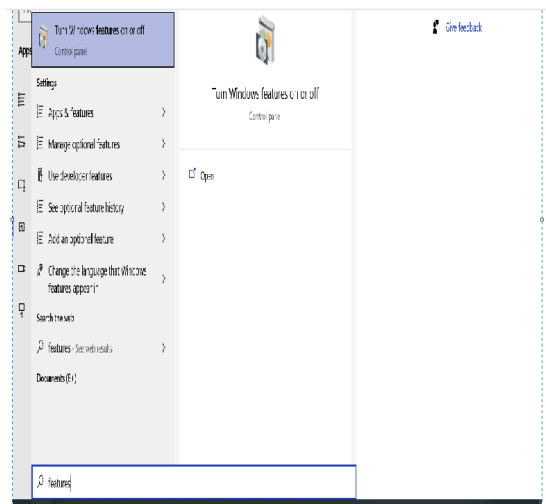 Turn Windows features on or off
Control panel
Apps
Settings
Apps & features
Manage optional features
Use developer features
See optional feature history
Add an optional feature
Change the language that Windows
features appear in
Search the web
features - See web results
Documents (6+)
features
Turn Windows features on or off
Control panel
Open
Give feedback